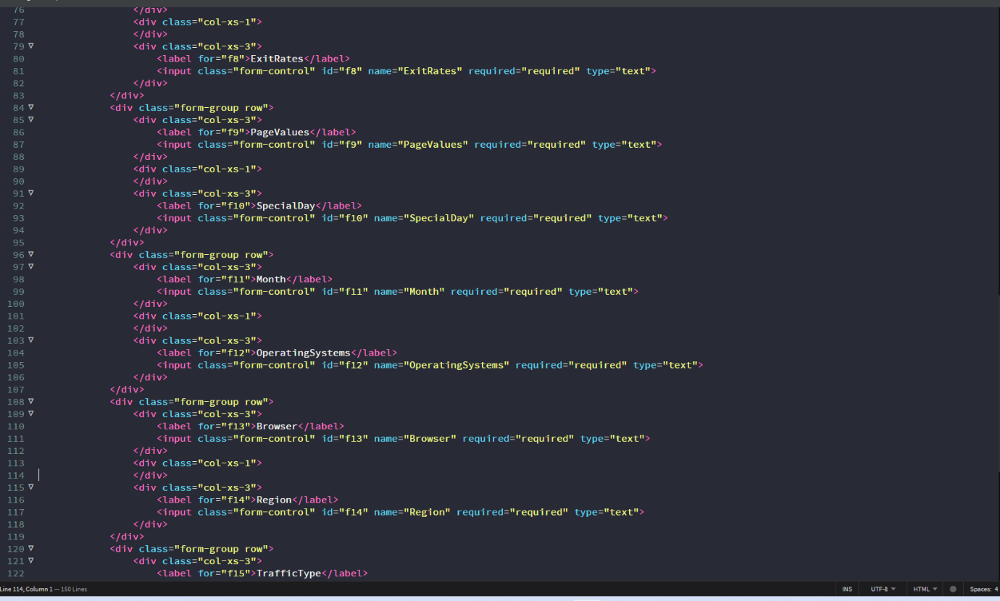 76                    </div>
77                    <div class="col-xs-1">
78                    </div>
79                    <div class="col-xs-3">
80                        <label for="f8">ExitRates</label>
81                        <input class="form-control" id="f8" name="ExitRates" required="required" type="text">
82                    </div>
83                </div>
84                <div class="form-group row">
85                    <div class="col-xs-3">
86                        <label for="f9">PageValues</label>
87                        <input class="form-control" id="f9" name="PageValues" required="required" type="text">
88                    </div>
89                    <div class="col-xs-1">
90                    </div>
91                    <div class="col-xs-3">
92                        <label for="f10">SpecialDay</label>
93                        <input class="form-control" id="f10" name="SpecialDay" required="required" type="text">
94                    </div>
95                </div>
96                <div class="form-group row">
97                    <div class="col-xs-3">
98                        <label for="f11">Month</label>
99                        <input class="form-control" id="f11" name="Month" required="required" type="text">
100                    </div>
101                    <div class="col-xs-1">
102                    </div>
103                    <div class="col-xs-3">
104                        <label for="f12">OperatingSystems</label>
105                        <input class="form-control" id="f12" name="OperatingSystems" required="required" type="text">
106                    </div>
107                </div>
108                <div class="form-group row">
109                    <div class="col-xs-3">
110                        <label for="f13">Browser</label>
111                        <input class="form-control" id="f13" name="Browser" required="required" type="text">
112                    </div>
113                    <div class="col-xs-1">
114                    </div>
115                    <div class="col-xs-3">
116                        <label for="f14">Region</label>
117                        <input class="form-control" id="f14" name="Region" required="required" type="text">
118                    </div>
119                </div>
120                <div class="form-group row">
121                    <div class="col-xs-3">
122                        <label for="f15">TrafficType</label>
Line 114, Column 1 — 150 Lines INS UTF-8 HTML Spaces: 4